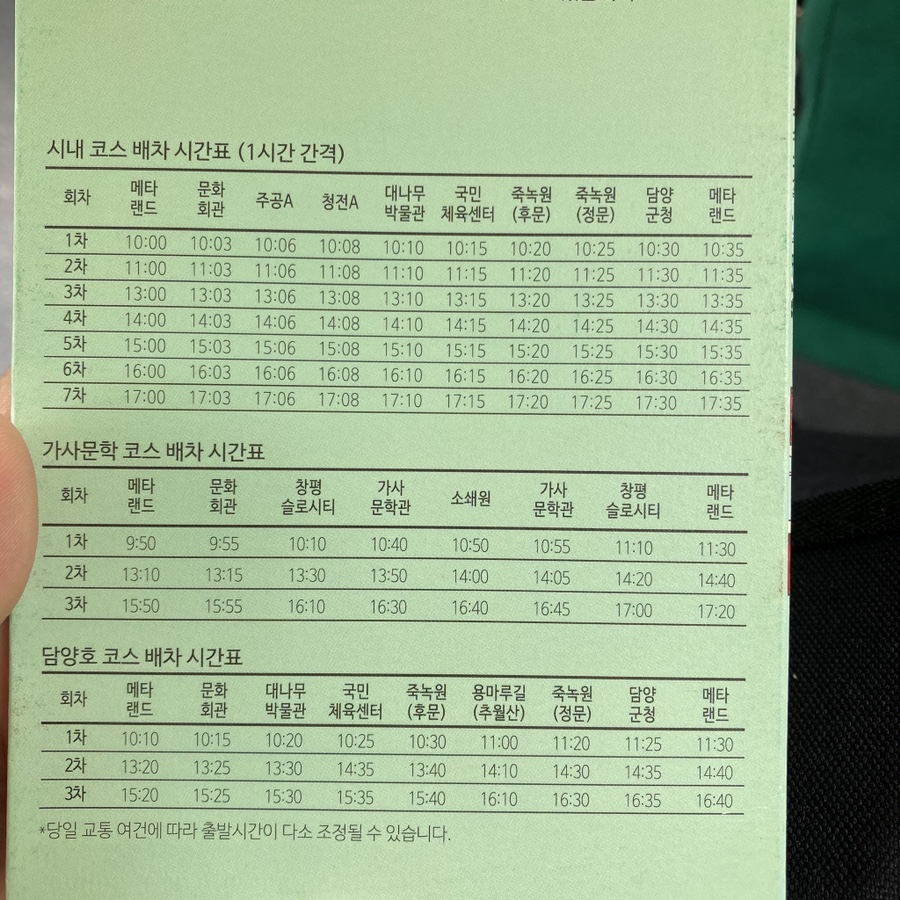 시내 코스 배차 시간표 (1시간 간격)
회차 메타랜드 문화회관 주공A 청전A 대나무박물관 국민체육센터 죽녹원(후문) 죽녹원(정문) 담양군청 메타랜드
1차 10:00 10:03 10:06 10:08 10:10 10:15 10:20 10:25 10:30 10:35
2차 11:00 11:03 11:06 11:08 11:10 11:15 11:20 11:25 11:30 11:35
3차 13:00 13:03 13:06 13:08 13:10 13:15 13:20 13:25 13:30 13:35
4차 14:00 14:03 14:06 14:08 14:10 14:15 14:20 14:25 14:30 14:35
5차 15:00 15:03 15:06 15:08 15:10 15:15 15:20 15:25 15:30 15:35
6차 16:00 16:03 16:06 16:08 16:10 16:15 16:20 16:25 16:30 16:35
7차 17:00 17:03 17:06 17:08 17:10 17:15 17:20 17:25 17:30 17:35
가사문학 코스 배차 시간표
회차 메타랜드 문화회관 창평슬로시티 가사문학관 소쇄원 가사문학관 창평슬로시티 메타랜드
1차 9:50 9:55 10:10 10:40 10:50 10:55 11:10 11:30
2차 13:10 13:15 13:30 13:50 14:00 14:05 14:20 14:40
3차 15:50 15:55 16:10 16:30 16:40 16:45 17:00 17:20
담양호 코스 배차 시간표
회차 메타랜드 문화회관 대나무박물관 국민체육센터 죽녹원(후문) 용마루길(추월산) 죽녹원(정문) 담양군청 메타랜드
1차 10:10 10:15 10:20 10:25 10:30 11:00 11:20 11:25 11:30
2차 13:20 13:25 13:30 14:35 13:40 14:10 14:30 14:35 14:40
3차 15:20 15:25 15:30 15:35 15:40 16:10 16:30 16:35 16:40
*당일 교통 여건에 따라 출발시간이 다소 조정될 수 있습니다.